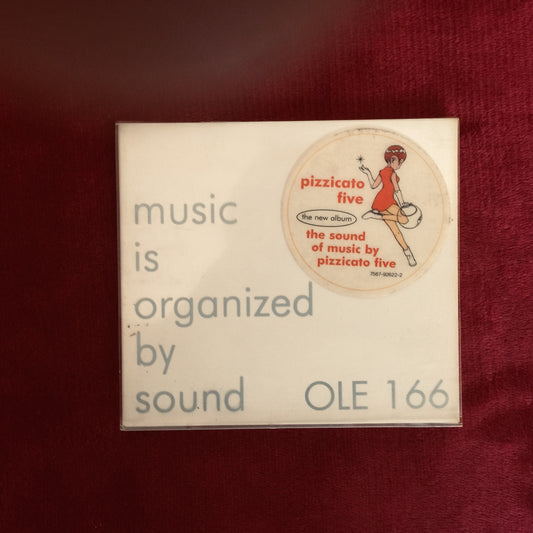 music
is
organized
by
sound
OLE 166
pizzicato
five
the new album
the sound
of music by
pizzicato five
7567-92622-2